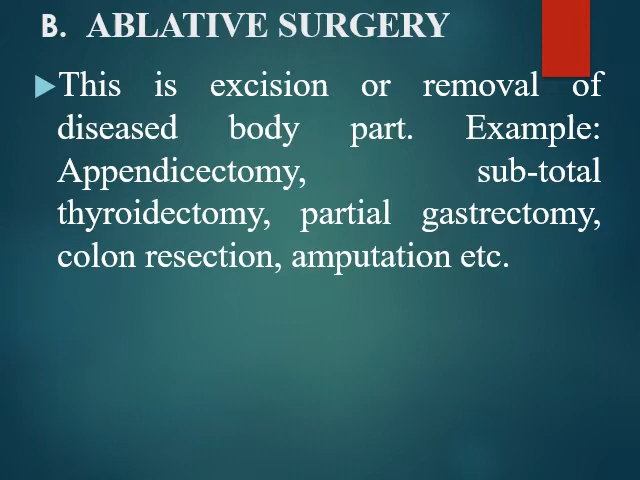 B. ABLATIVE SURGERY
This is excision or removal of
diseased body part. Example:
Appendicectomy, sub-total
thyroidectomy, partial gastrectomy,
colon resection, amputation etc.